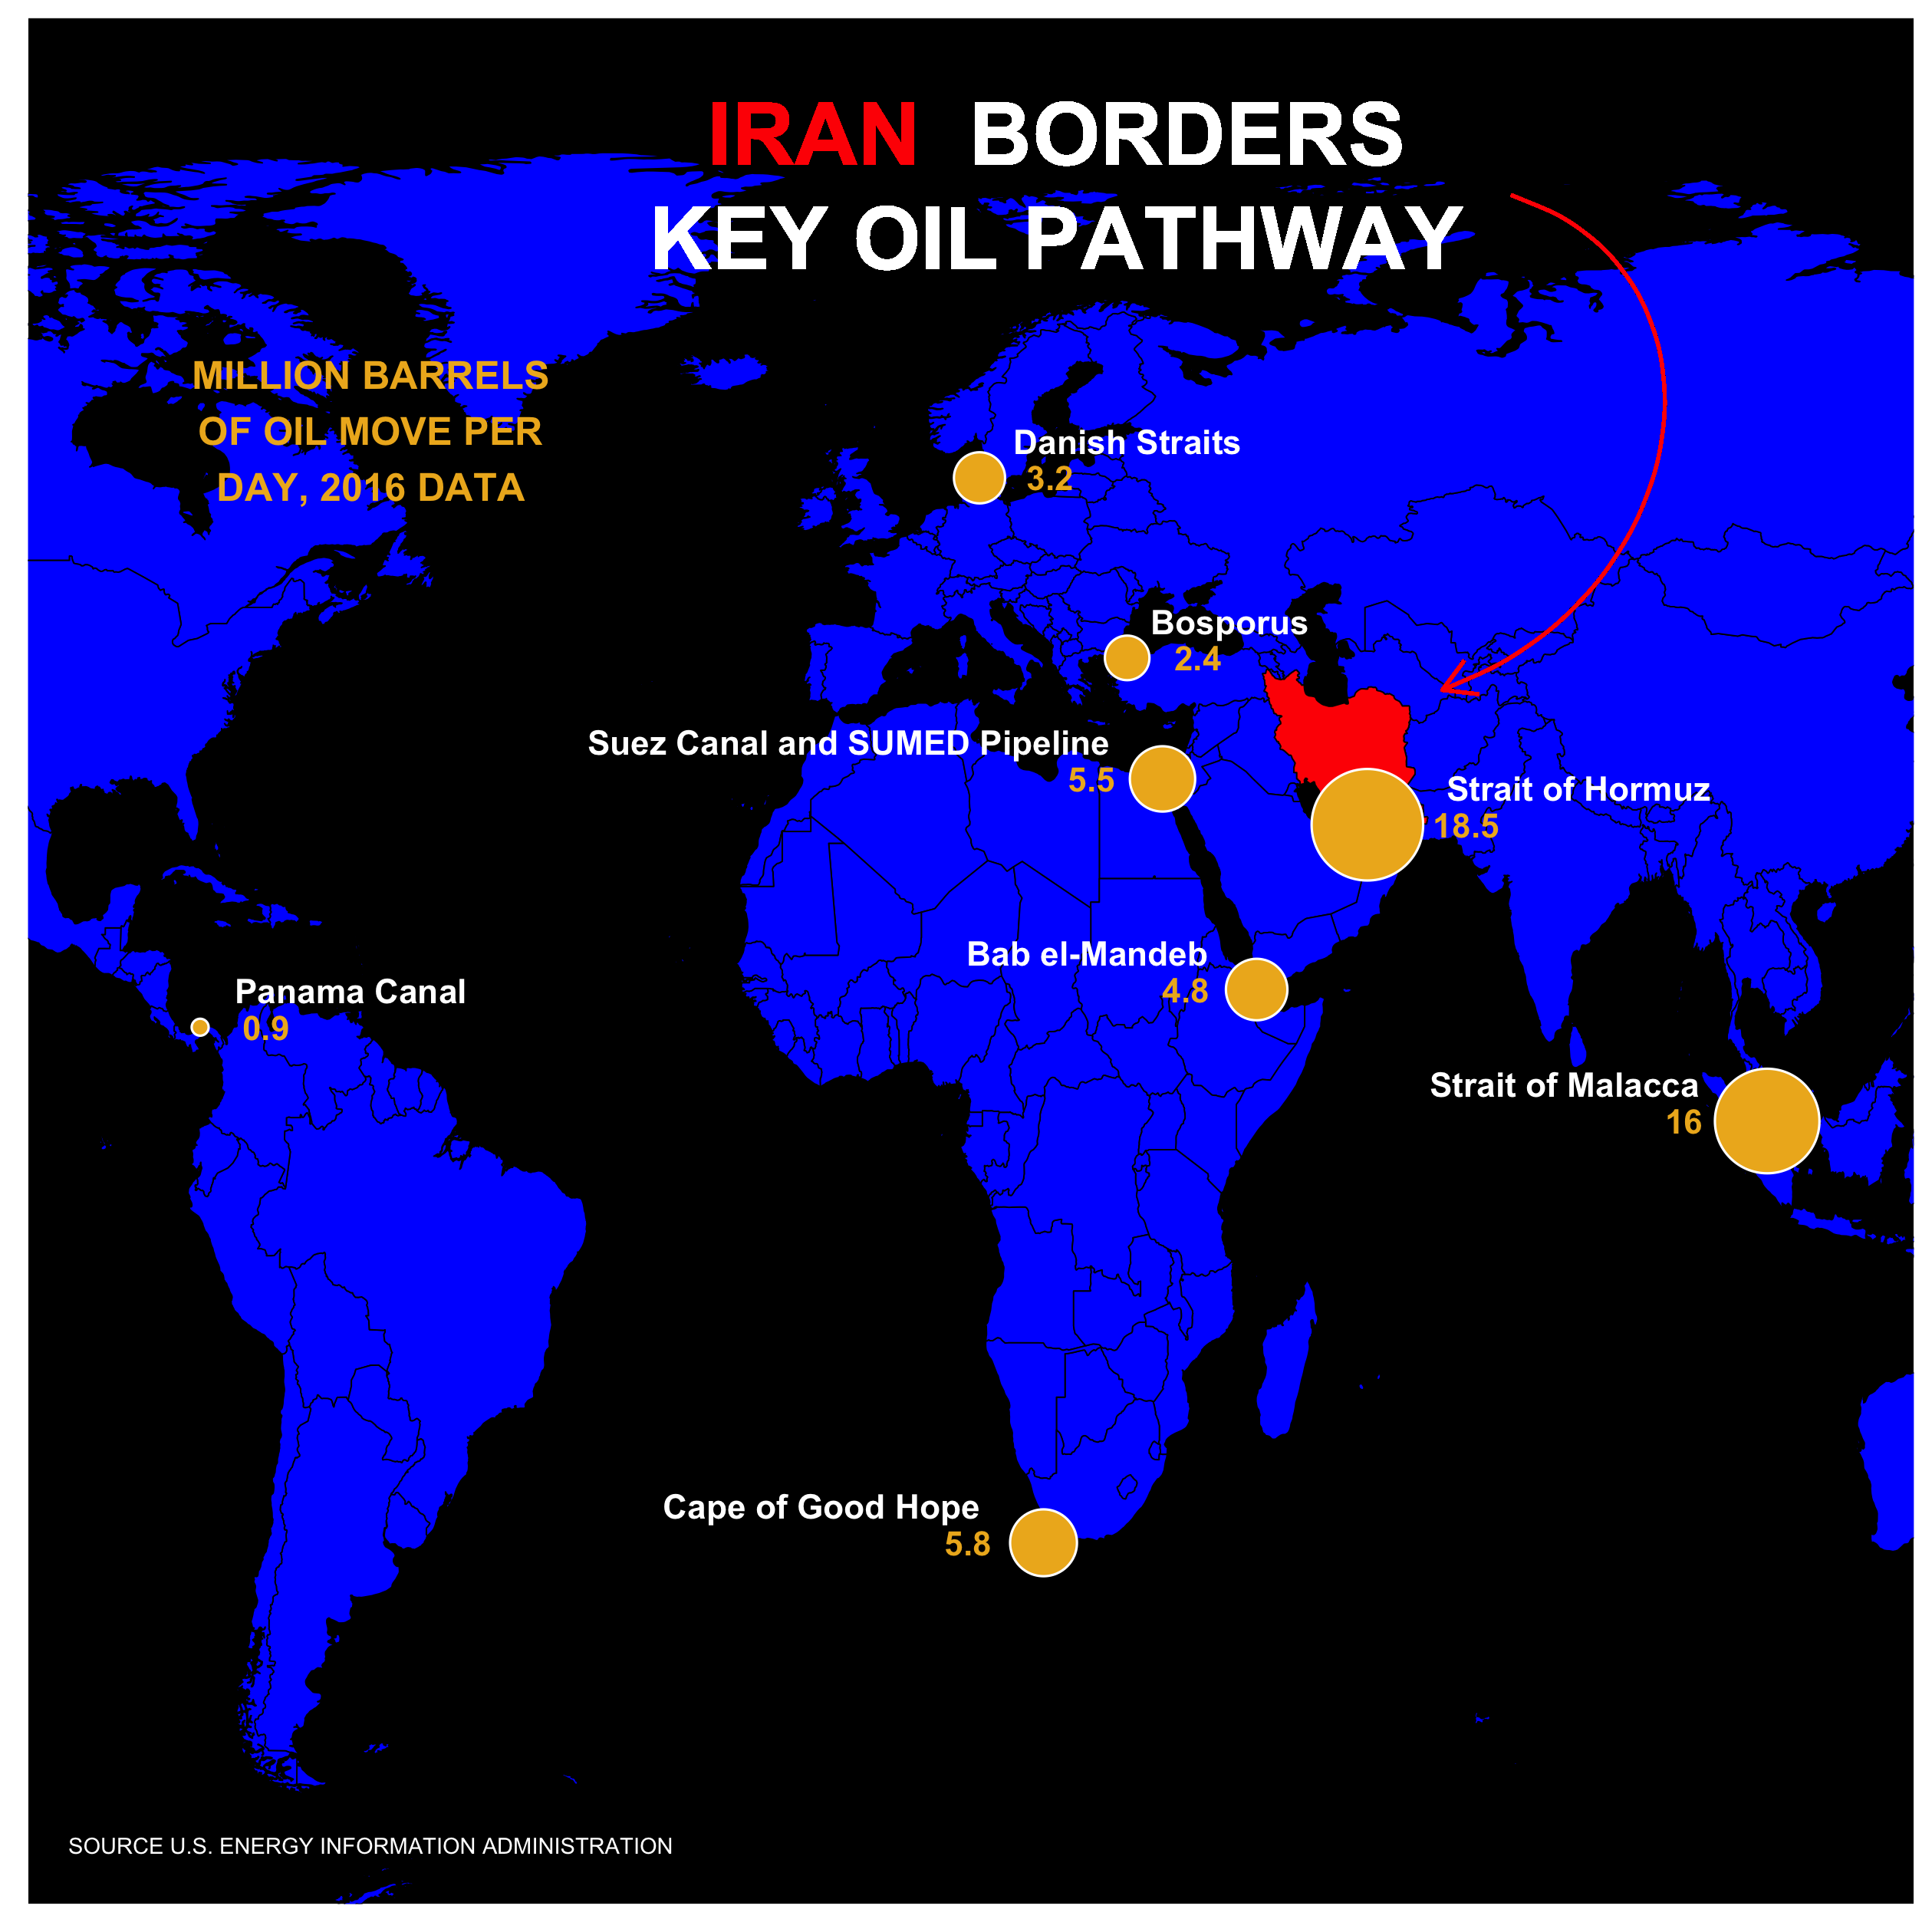 IRAN BORDERS
KEY OIL PATHWAY
MILLION BARRELS
OF OIL MOVE PER
DAY, 2016 DATA
Danish Straits
3.2
Bosporus
2.4
Suez Canal and SUMED Pipeline
5.5
Strait of Hormuz
18.5
Bab el-Mandeb
4.8
Panama Canal
0.9
Strait of Malacca
16
Cape of Good Hope
5.8
SOURCE U.S. ENERGY INFORMATION ADMINISTRATION